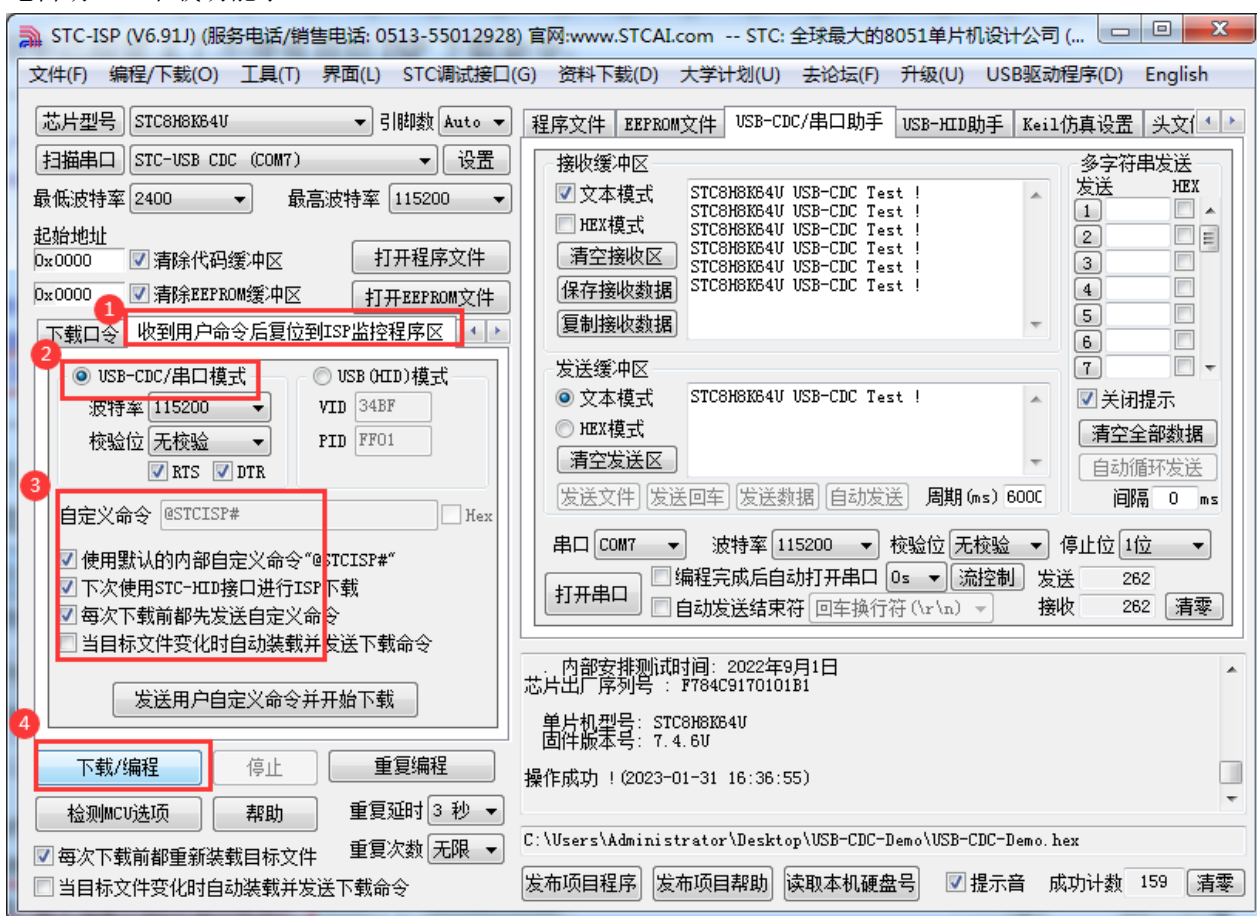 STC-ISP (V6.91J) (服务电话/销售电话: 0513-55012928) 官网:www.STCAI.com -- STC: 全球最大的8051单片机设计公司 (...
文件(F) 编程/下载(O) 工具(T) 界面(L) STC调试接口(G) 资料下载(D) 大学计划(U) 去论坛(F) 升级(U) USB驱动程序(D) English
芯片型号 STC8H8K64U 引脚数 Auto
扫描串口 STC-USB CDC (COM7) 设置
最低波特率 2400 最高波特率 115200
起始地址
0x0000 清除代码缓冲区 打开程序文件
0x0000 清除EEPROM缓冲区 打开EEPROM文件
1
下载口令 收到用户命令后复位到ISP监控程序区
2
USB-CDC/串口模式 USB(HID)模式
波特率 115200 VID 34BF
校验位 无校验 PID FF01
RTS DTR
3
自定义命令 @STCISP# Hex
使用默认的内部自定义命令"@STCISP#"
下次使用STC-HID接口进行ISP下载
每次下载前都先发送自定义命令
当目标文件变化时自动装载并发送下载命令
发送用户自定义命令并开始下载
4
下载/编程 停止 重复编程
检测MCU选项 帮助 重复延时 3 秒
每次下载前都重新装载目标文件 重复次数 无限
当目标文件变化时自动装载并发送下载命令
程序文件 EEPROM文件 USB-CDC/串口助手 USB-HID助手 Keil仿真设置
接收缓冲区
文本模式
HEX模式
清空接收区
保存接收数据
复制接收数据
STC8H8K64U USB-CDC Test !
STC8H8K64U USB-CDC Test !
STC8H8K64U USB-CDC Test !
STC8H8K64U USB-CDC Test !
STC8H8K64U USB-CDC Test !
STC8H8K64U USB-CDC Test !
多字符串发送
发送 HEX
1
2
3
4
5
6
7
关闭提示
清空全部数据
自动循环发送
间隔 0 ms
发送缓冲区
文本模式 STC8H8K64U USB-CDC Test !
HEX模式
清空发送区
发送文件 发送回车 发送数据 自动发送 周期(ms)
串口 COM7 波特率 115200 校验位 无校验 停止位 1位
打开串口 编程完成后自动打开串口 0s 流控制 发送 262
自动发送结束符 回车换行符(\r\n) 接收 262 清零
. 内部安排测试时间: 2022年9月1日
芯片出厂序列号 : F784C9170101B1
单片机型号: STC8H8K64U
固件版本号: 7.4.6U
操作成功 !(2023-01-31 16:36:55)
C:\Users\Administrator\Desktop\USB-CDC-Demo\USB-CDC-Demo.hex
发布项目程序 发布项目帮助 读取本机硬盘号 提示音 成功计数 159 清零